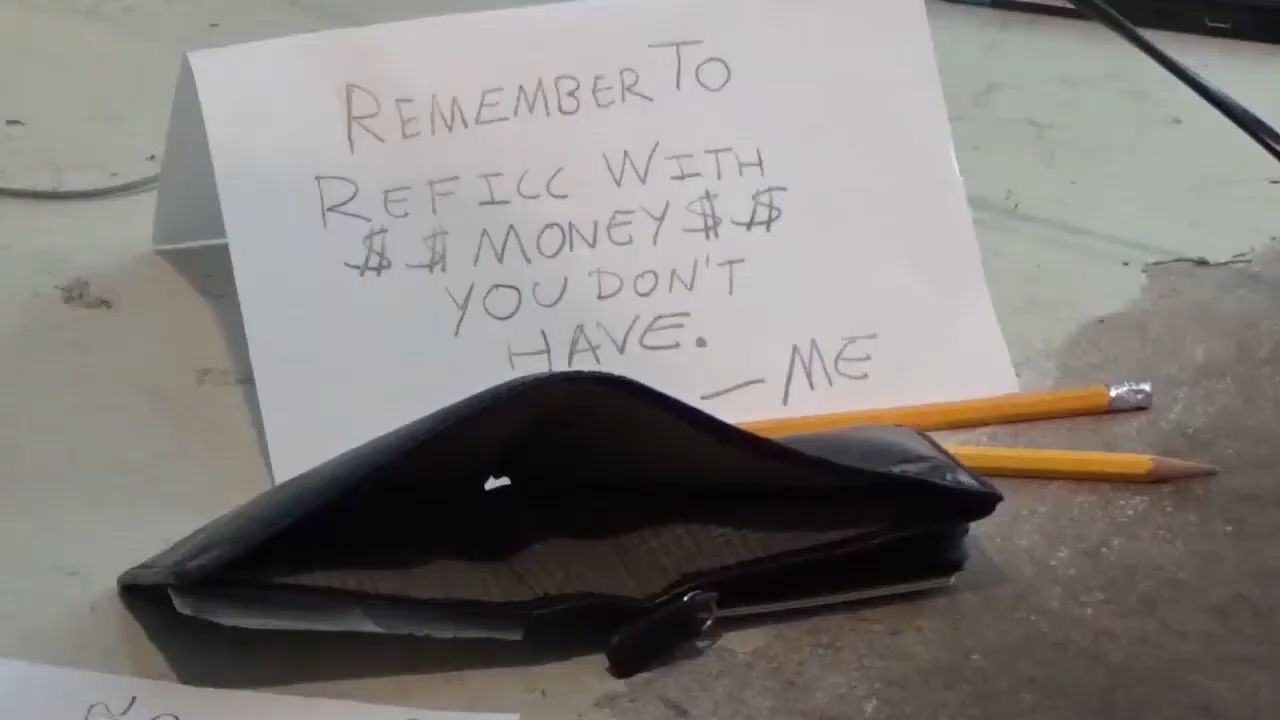 REMEMBER TO
REFILL WITH
$ $ MONEY $ $
YOU DON'T
HAVE.
— ME